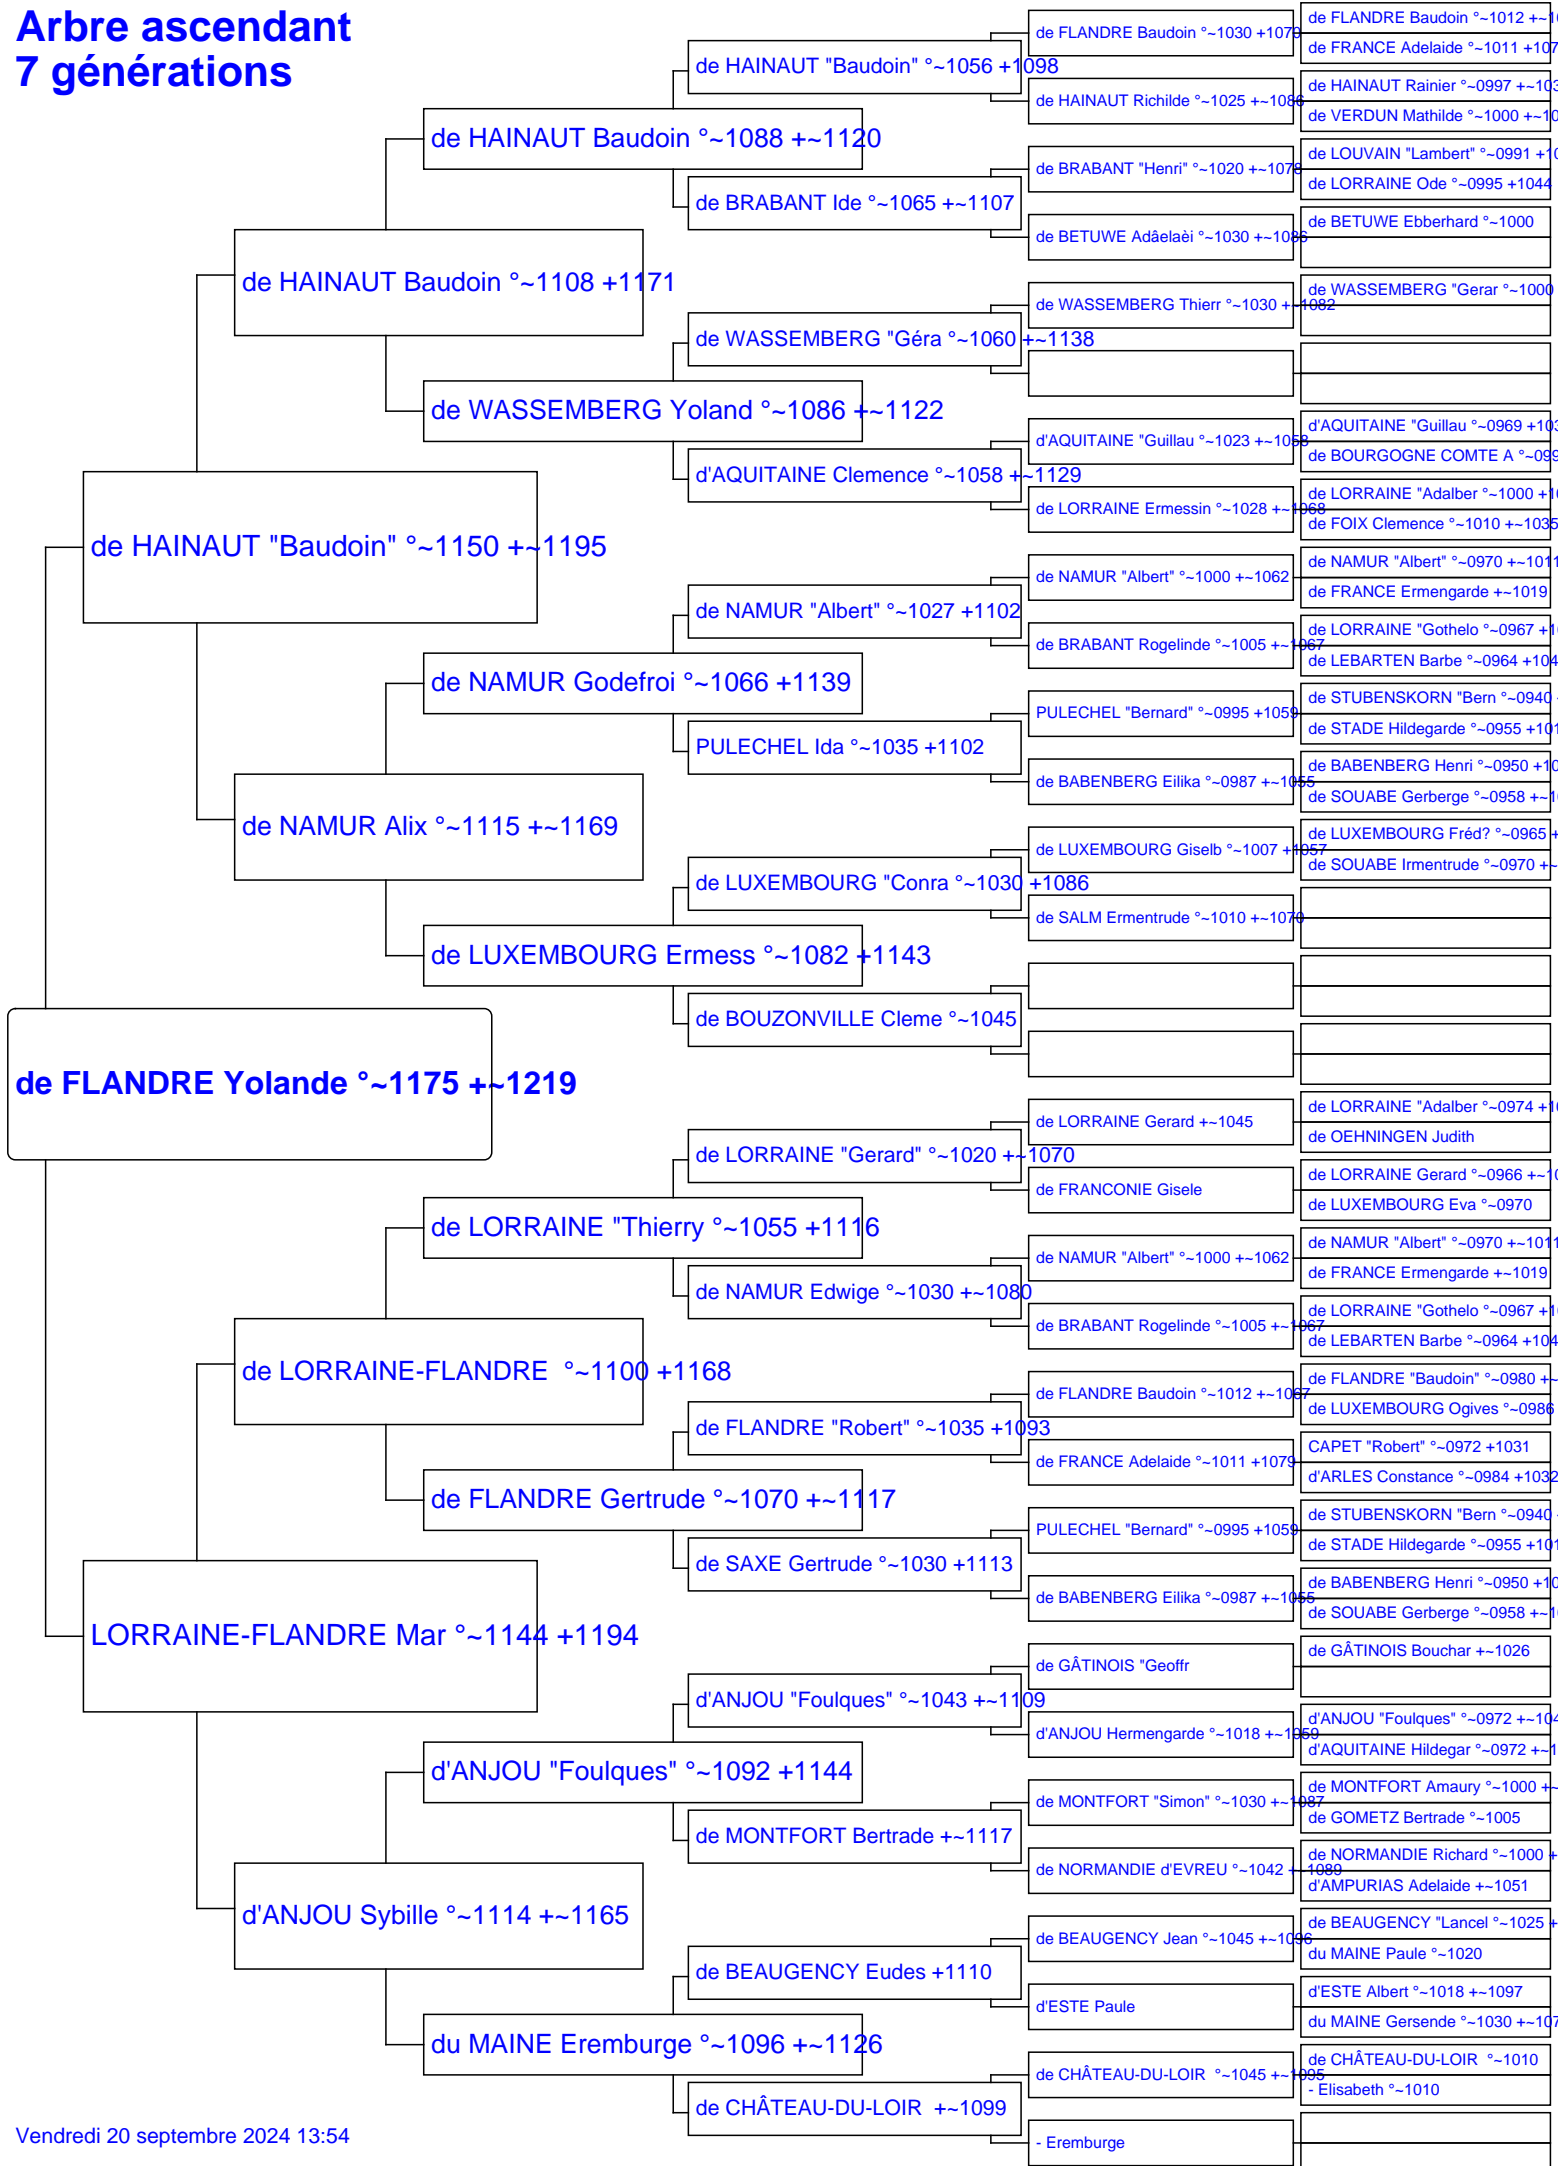 Arbre ascendant
7 générations
de FLANDRE Yolande °~1175 +~1219
de HAINAUT "Baudoin" °~1150 +~1195
LORRAINE-FLANDRE Mar °~1144 +1194
de HAINAUT Baudoin °~1108 +1171
de NAMUR Alix °~1115 +~1169
de LORRAINE-FLANDRE °~1100 +1168
d'ANJOU Sybille °~1114 +~1165
de HAINAUT Baudoin °~1088 +~1120
de WASSEMBERG Yoland °~1086 +~1122
de NAMUR Godefroi °~1066 +1139
de LUXEMBOURG Ermess °~1082 +1143
de LORRAINE "Thierry °~1055 +1116
de FLANDRE Gertrude °~1070 +~1117
d'ANJOU "Foulques" °~1092 +1144
du MAINE Eremburge °~1096 +~1126
de HAINAUT "Baudoin" °~1056 +1098
de BRABANT Ide °~1065 +~1107
de WASSEMBERG "Géra °~1060 +~1138
d'AQUITAINE Clemence °~1058 +~1129
de NAMUR "Albert" °~1027 +1102
PULECHEL Ida °~1035 +1102
de LUXEMBOURG "Conra °~1030 +1086
de BOUZONVILLE Cleme °~1045
de LORRAINE "Gerard" °~1020 +~1070
de NAMUR Edwige °~1030 +~1080
de FLANDRE "Robert" °~1035 +1093
de SAXE Gertrude °~1030 +1113
d'ANJOU "Foulques" °~1043 +~1109
de MONTFORT Bertrade +~1117
de BEAUGENCY Eudes +1110
de CHÂTEAU-DU-LOIR +~1099
de FLANDRE Baudoin °~1030 +1070
de HAINAUT Richilde °~1025 +~1086
de BRABANT "Henri" °~1020 +~1078
de BETUWE Adâelaèi °~1030 +~1086
de WASSEMBERG Thierr °~1030 +~1082
d'AQUITAINE "Guillau °~1023 +~1058
de LORRAINE Ermessin °~1028 +~1068
de NAMUR "Albert" °~1000 +~1062
de BRABANT Rogelinde °~1005 +~1067
PULECHEL "Bernard" °~0995 +1059
de BABENBERG Eilika °~0987 +~1055
de LUXEMBOURG Giselb °~1007 +1057
de SALM Ermentrude °~1010 +~1070
de LORRAINE Gerard +~1045
de FRANCONIE Gisele
de NAMUR "Albert" °~1000 +~1062
de BRABANT Rogelinde °~1005 +~1067
de FLANDRE Baudoin °~1012 +~1067
de FRANCE Adelaide °~1011 +1079
PULECHEL "Bernard" °~0995 +1059
de BABENBERG Eilika °~0987 +~1055
de GÂTINOIS "Geoffr
d'ANJOU Hermengarde °~1018 +~1059
de MONTFORT "Simon" °~1030 +~1087
de NORMANDIE d'EVREU °~1042 +~1089
de BEAUGENCY Jean °~1045 +~1096
d'ESTE Paule
de CHÂTEAU-DU-LOIR °~1045 +~1095
- Eremburge
de FLANDRE Baudoin °~1012 +~10
de FRANCE Adelaide °~1011 +107
de HAINAUT Rainier °~0997 +~103
de VERDUN Mathilde °~1000 +~10
de LOUVAIN "Lambert" °~0991 +10
de LORRAINE Ode °~0995 +1044
de BETUWE Ebberhard °~1000
de WASSEMBERG "Gerar °~1000
d'AQUITAINE "Guillau °~0969 +103
de BOURGOGNE COMTE A °~099
de LORRAINE "Adalber °~1000 +10
de FOIX Clemence °~1010 +~1035
de NAMUR "Albert" °~0970 +~1011
de FRANCE Ermengarde +~1019
de LORRAINE "Gothelo °~0967 +1
de LEBARTEN Barbe °~0964 +104
de STUBENSKORN "Bern °~0940 +
de STADE Hildegarde °~0955 +101
de BABENBERG Henri °~0950 +10
de SOUABE Gerberge °~0958 +~10
de LUXEMBOURG Fréd? °~0965 +
de SOUABE Irmentrude °~0970 +~
de LORRAINE "Adalber °~0974 +10
de OEHNINGEN Judith
de LORRAINE Gerard °~0966 +~10
de LUXEMBOURG Eva °~0970
de NAMUR "Albert" °~0970 +~1011
de FRANCE Ermengarde +~1019
de LORRAINE "Gothelo °~0967 +1
de LEBARTEN Barbe °~0964 +104
de FLANDRE "Baudoin" °~0980 +~
de LUXEMBOURG Ogives °~0986
CAPET "Robert" °~0972 +1031
d'ARLES Constance °~0984 +1032
de STUBENSKORN "Bern °~0940 +
de STADE Hildegarde °~0955 +101
de BABENBERG Henri °~0950 +10
de SOUABE Gerberge °~0958 +~10
de GÂTINOIS Bouchar +~1026
d'ANJOU "Foulques" °~0972 +~104
d'AQUITAINE Hildegar °~0972 +~1
de MONTFORT Amaury °~1000 +~
de GOMETZ Bertrade °~1005
de NORMANDIE Richard °~1000 +
d'AMPURIAS Adelaide +~1051
de BEAUGENCY "Lancel °~1025 +
du MAINE Paule °~1020
d'ESTE Albert °~1018 +~1097
du MAINE Gersende °~1030 +~107
de CHÂTEAU-DU-LOIR °~1010
- Elisabeth °~1010
Vendredi 20 septembre 2024 13:54